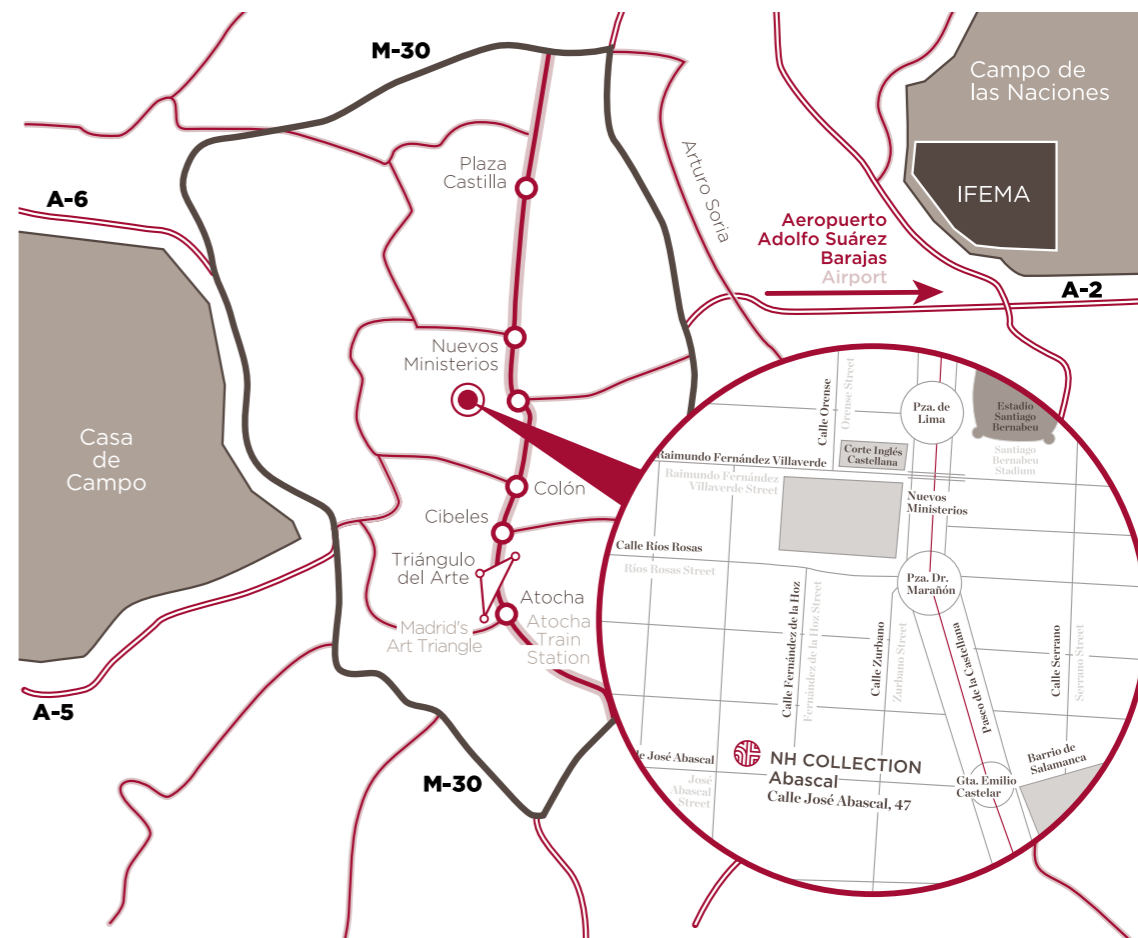 M-30
Campo de
las Naciones
IFEMA
Plaza
Castilla
Arturo Soria
A-6
Aeropuerto
Adolfo Suárez
Barajas
Airport
A-2
Nuevos
Ministerios
Casa
de
Campo
Colón
Cibeles
Triángulo
del Arte
Madrid's
Art Triangle
Atocha
Atocha
Train
Station
A-5
M-30
Calle Orense
Orense Street
Pza. de
Lima
Estadio
Santiago
Bernabeu
Santiago
Bernabeu
Stadium
Corte Inglés
Castellana
Raimundo Fernández Villaverde
Raimundo Fernández
Villaverde Street
Nuevos
Ministerios
Calle Ríos Rosas
Ríos Rosas Street
Pza. Dr.
Marañón
Calle Fernández de la Hoz
Fernández de la Hoz Street
Calle Zurbano
Zurbano Street
Paseo de la Castellana
Calle Serrano
Serrano Street
le José Abascal
José
Abascal
Street
NH COLLECTION
Abascal
Calle José Abascal, 47
Gta. Emilio
Castelar
Barrio de
Salamanca